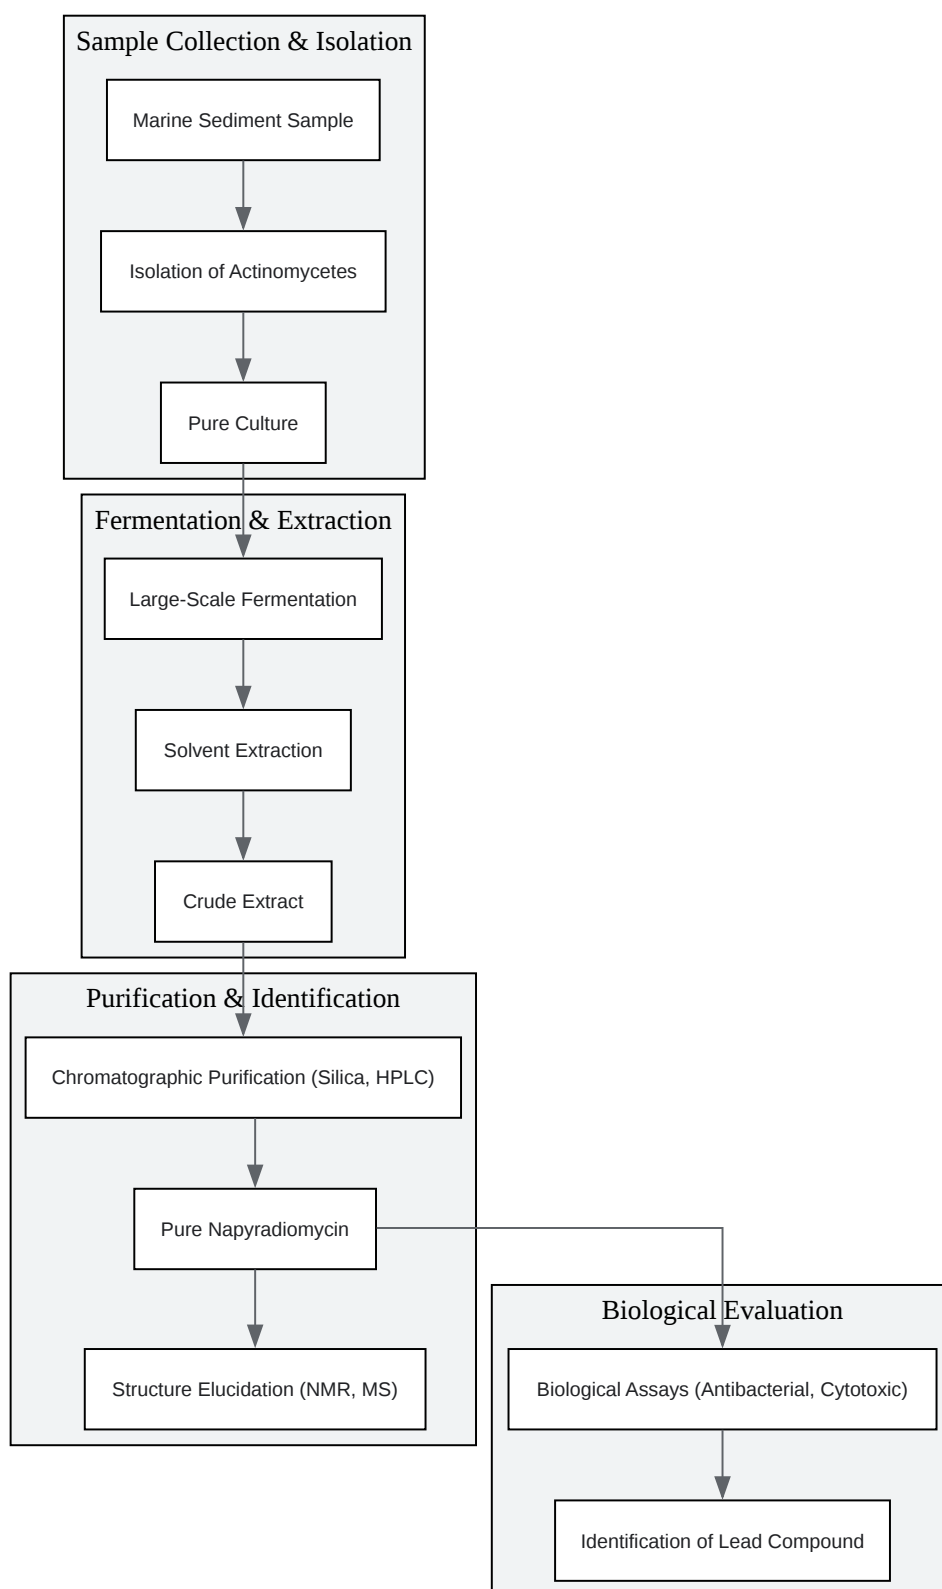 Sample Collection & Isolation
Marine Sediment Sample
Isolation of Actinomycetes
Pure Culture
Fermentation & Extraction
Large-Scale Fermentation
Solvent Extraction
Crude Extract
Purification & Identification
Chromatographic Purification (Silica, HPLC)
Pure Napyradiomycin
Structure Elucidation (NMR, MS)
Biological Evaluation
Biological Assays (Antibacterial, Cytotoxic)
Identification of Lead Compound